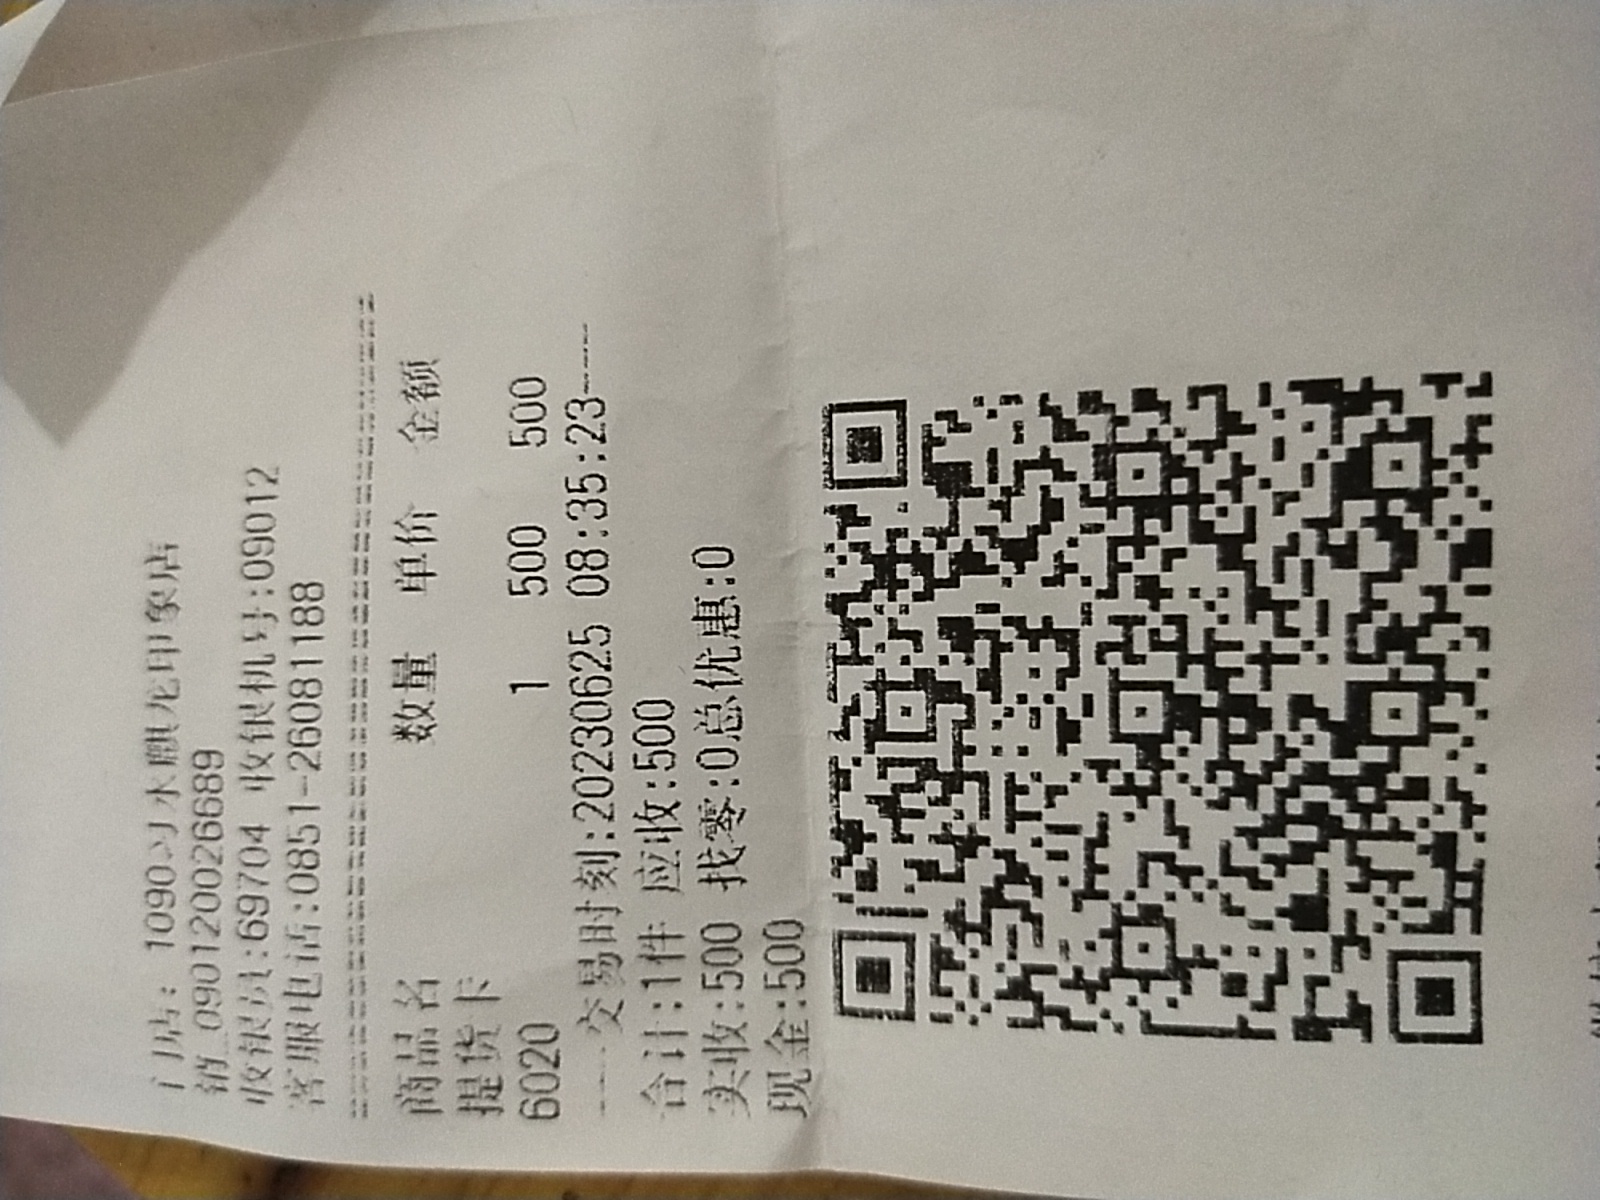 门店: 1090习水麒龙印象店
销_090120026689
收银员:69704 收银机号:09012
客服电话:0851-26081188
商品名 数量 单价 金额
提货卡
6020 1 500 500
----交易时刻:20230625 08:35:23----
合计:1件 应收:500
实收:500 找零:0总优惠:0
现金:500